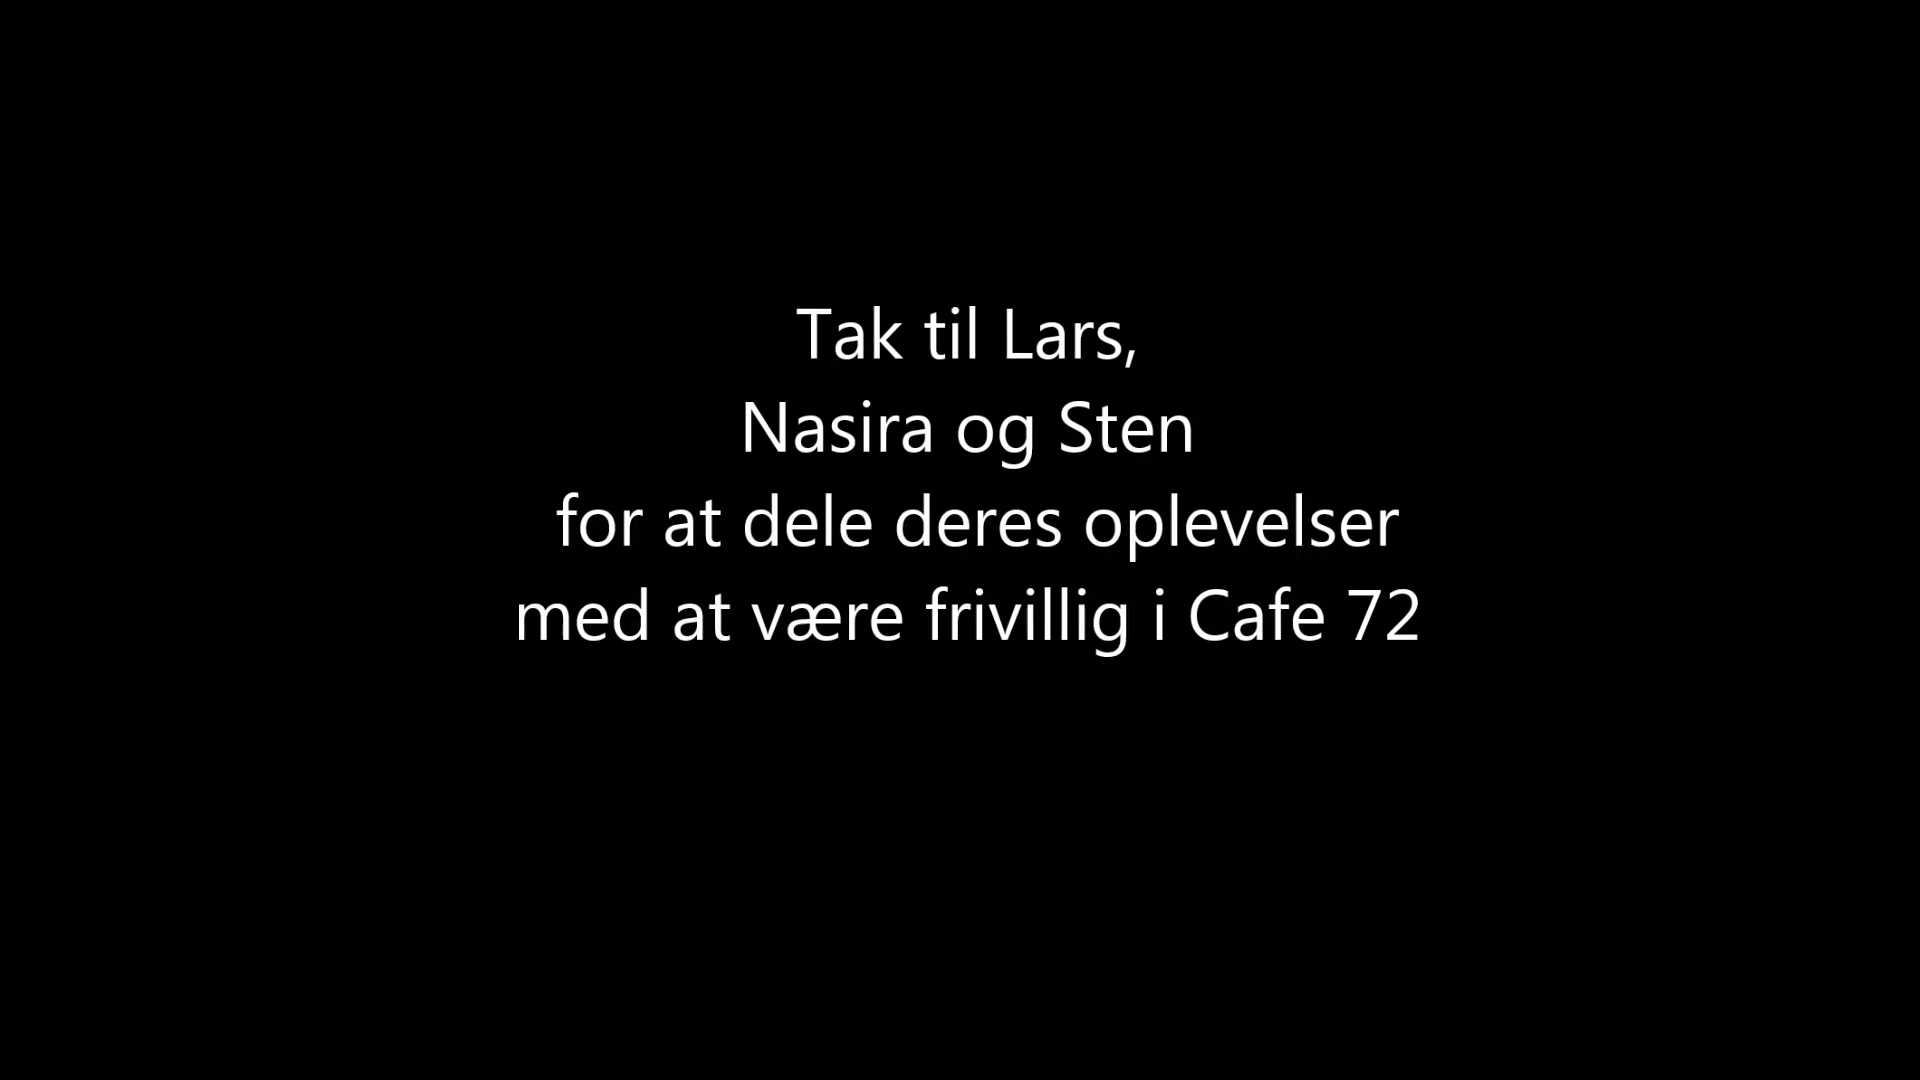 Tak til Lars,
Nasira og Sten
for at dele deres oplevelser
med at være frivillig i Cafe 72